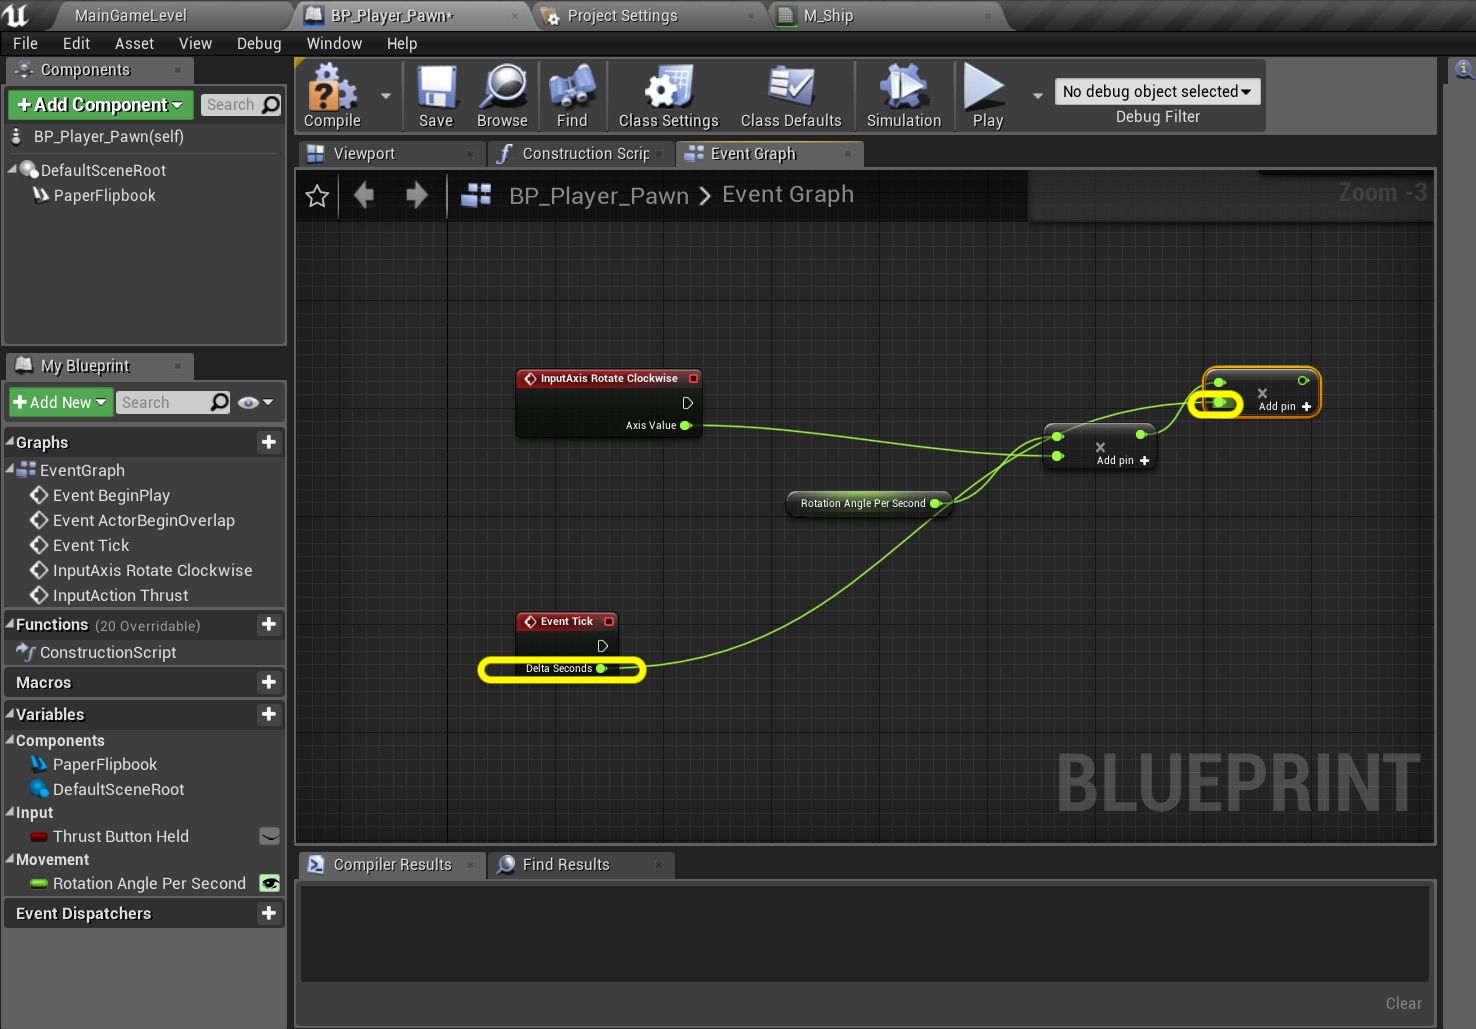 MainGameLevel
BP_Player_Pawn*
Project Settings
M_Ship
File Edit Asset View Debug Window Help
Components
+Add Component
Search
BP_Player_Pawn(self)
DefaultSceneRoot
PaperFlipbook
Compile
Save
Browse
Find
Class Settings
Class Defaults
Simulation
Play
No debug object selected
Debug Filter
Viewport
Construction Scrip
Event Graph
BP_Player_Pawn > Event Graph
Zoom -3
My Blueprint
+Add New
Search
Graphs
EventGraph
Event BeginPlay
Event ActorBeginOverlap
Event Tick
InputAxis Rotate Clockwise
InputAction Thrust
Functions (20 Overridable)
ConstructionScript
Macros
Variables
Components
PaperFlipbook
DefaultSceneRoot
Input
Thrust Button Held
Movement
Rotation Angle Per Second
Event Dispatchers
InputAxis Rotate Clockwise
Axis Value
Add pin +
Add pin +
Rotation Angle Per Second
Event Tick
Delta Seconds
BLUEPRINT
Compiler Results
Find Results
Clear